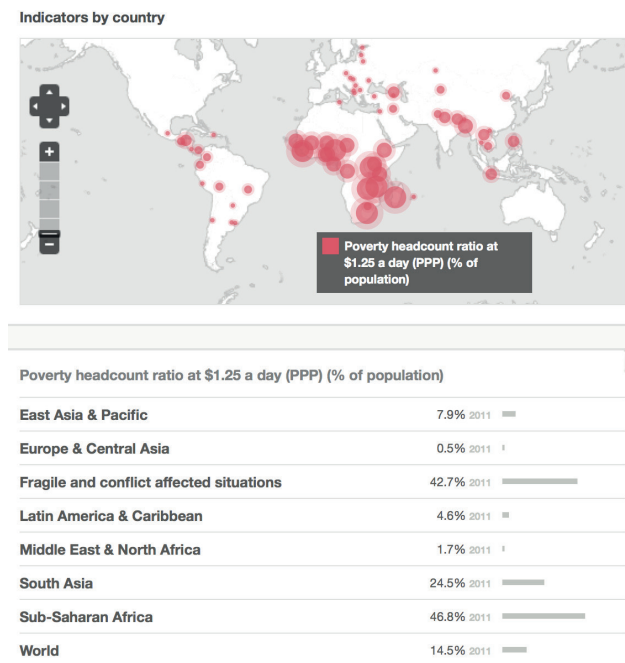 Indicators by country
+
−
Poverty headcount ratio at
$1.25 a day (PPP) (% of
population)
Poverty headcount ratio at $1.25 a day (PPP) (% of population)
East Asia & Pacific 7.9% 2011
Europe & Central Asia 0.5% 2011
Fragile and conflict affected situations 42.7% 2011
Latin America & Caribbean 4.6% 2011
Middle East & North Africa 1.7% 2011
South Asia 24.5% 2011
Sub-Saharan Africa 46.8% 2011
World 14.5% 2011